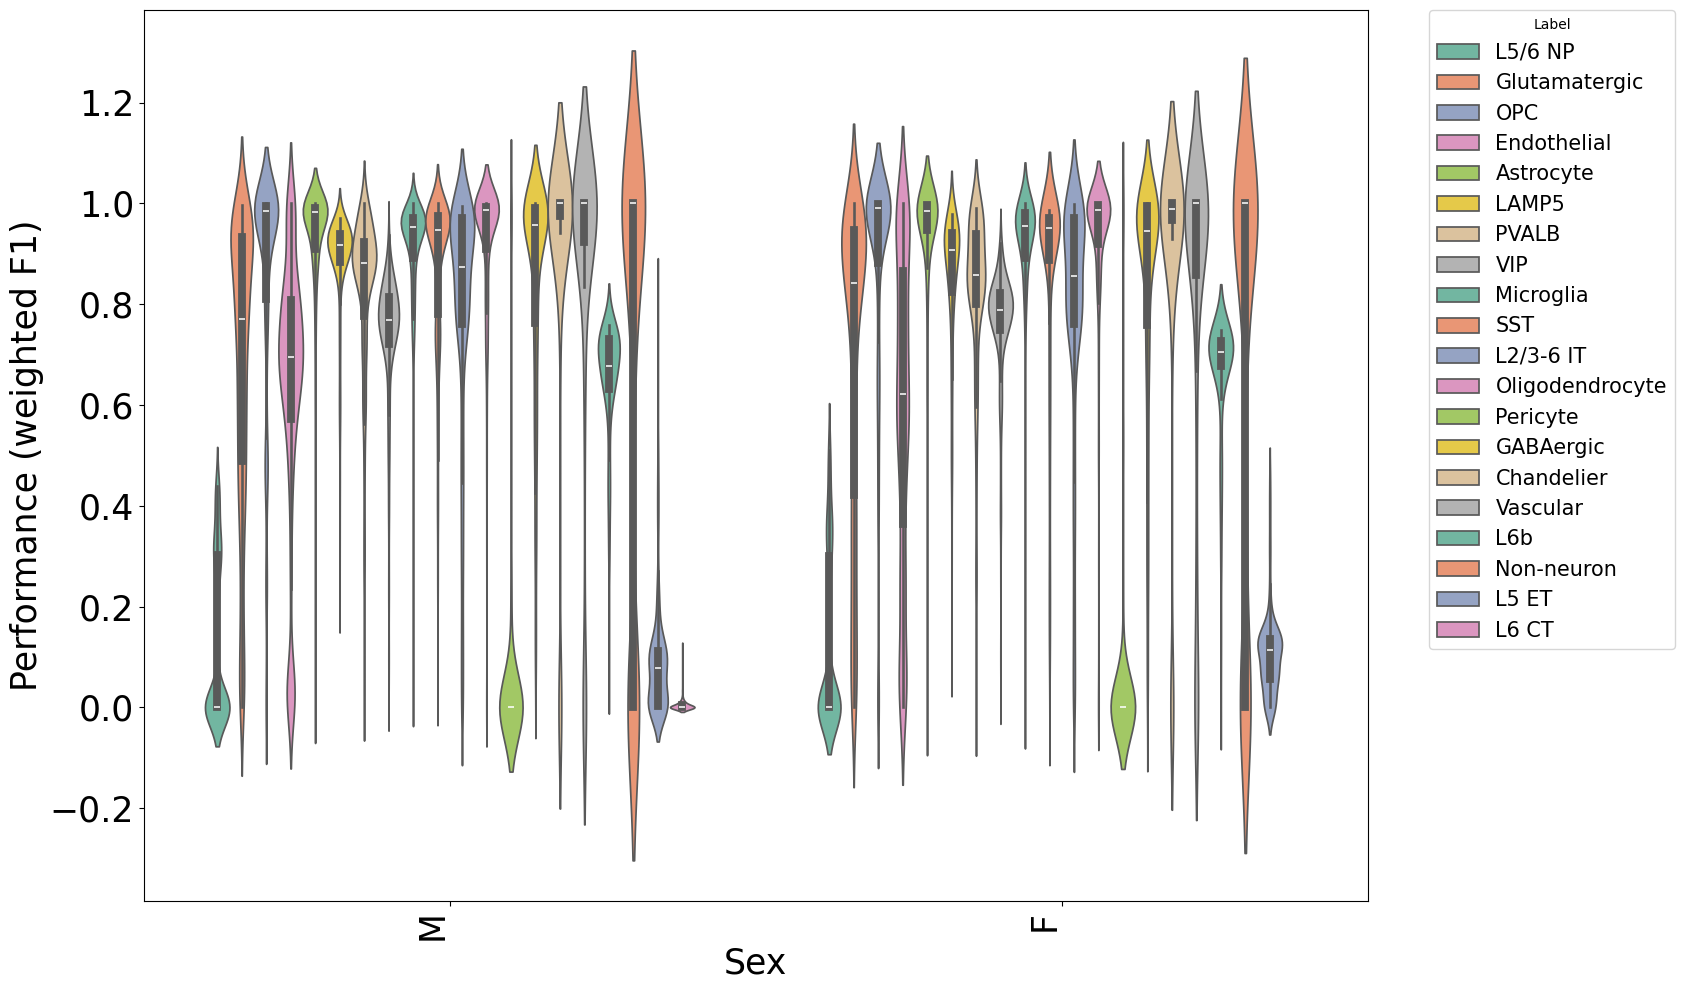 Label
L5/6 NP
Glutamatergic
OPC
Endothelial
Astrocyte
LAMP5
PVALB
VIP
Microglia
SST
L2/3-6 IT
Oligodendrocyte
Pericyte
GABAergic
Chandelier
Vascular
L6b
Non-neuron
L5 ET
L6 CT
Performance (weighted F1)
1.2
1.0
0.8
0.6
0.4
0.2
0.0
−0.2
M
F
Sex